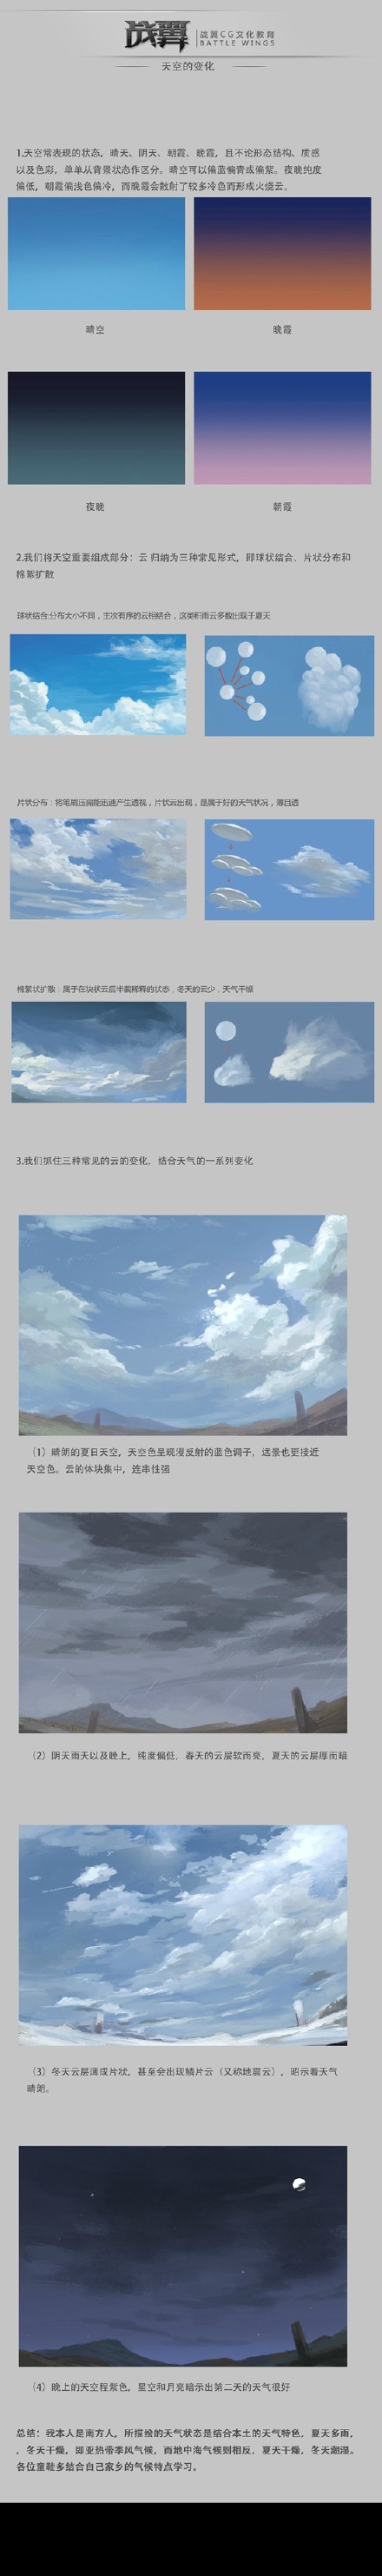 战翼
战翼CG文化教育
BATTLE WINGS
天空的变化
1.天空常表现的状态，晴天、阴天、朝霞、晚霞，且不论形态结构、质感
以及色彩，单单从背景状态作区分。晴空可以偏蓝偏青或偏紫。夜晚纯度
偏低，朝霞偏浅色偏冷，而晚霞会散射了较多冷色而形成火烧云。
晴空
晚霞
夜晚
朝霞
2.我们将天空重要组成部分：云 归纳为三种常见形式，即球状结合、片状分布和
棉絮扩散
球状结合:分布大小不同，主次有序的云相结合，这类积雨云多数出现于夏天
片状分布：将笔刷压扁能迅速产生透视，片状云出现，是属于好的天气状况，薄且透
棉絮状扩散：属于在块状云后半截稀释的状态，冬天的云少，天气干燥
3.我们抓住三种常见的云的变化，结合天气的一系列变化
（1）晴朗的夏日天空，天空色呈现漫反射的蓝色调子，远景也更接近
天空色。云的体块集中，连串性强
（2）阴天雨天以及晚上，纯度偏低，春天的云层软而亮，夏天的云层厚而暗
（3）冬天云层薄成片状，甚至会出现鳞片云（又称地震云），昭示着天气
晴朗。
（4）晚上的天空程紫色，星空和月亮暗示出第二天的天气很好
总结：我本人是南方人，所描绘的天气状态是结合本土的天气特色，夏天多雨，
，冬天干燥，即亚热带季风气候，而地中海气候则相反，夏天干燥，冬天潮湿。
各位童鞋多结合自己家乡的气候特点学习。